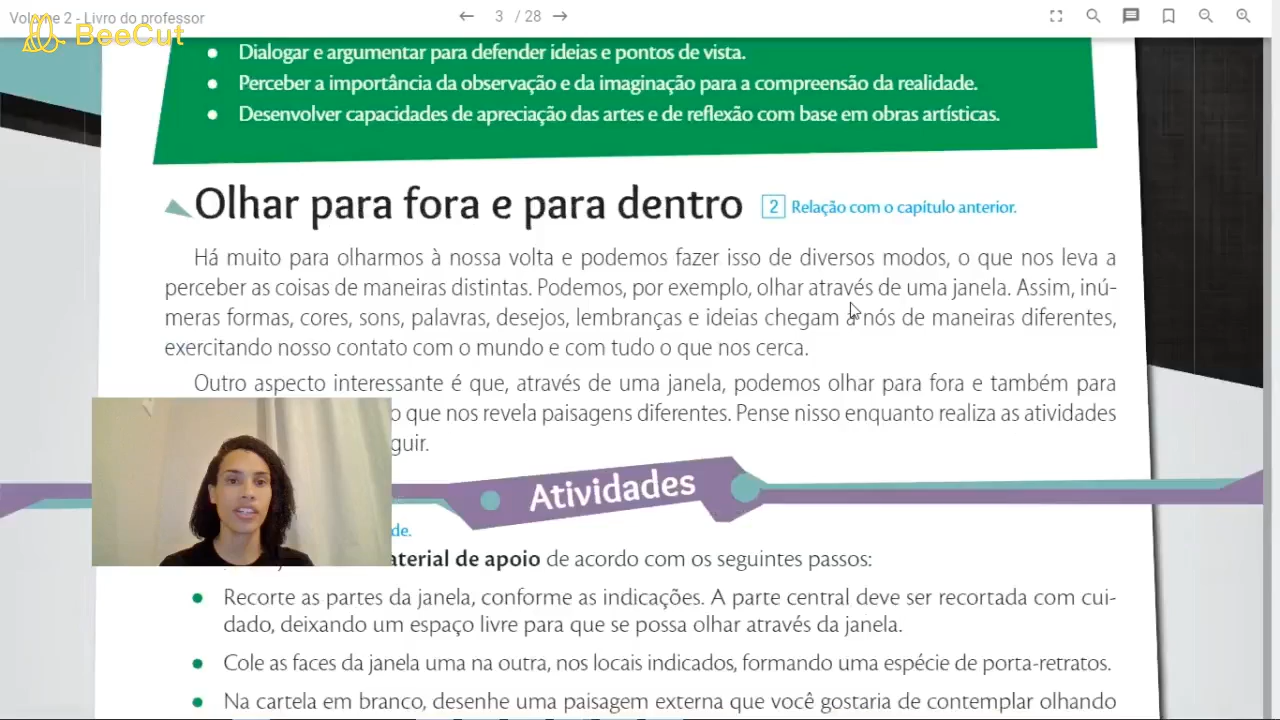 Volume 2 - Livro do professor
3 / 28
BeeCut
Dialogar e argumentar para defender ideias e pontos de vista.
Perceber a importância da observação e da imaginação para a compreensão da realidade.
Desenvolver capacidades de apreciação das artes e de reflexão com base em obras artísticas.
Olhar para fora e para dentro
2 Relação com o capítulo anterior.
Há muito para olharmos à nossa volta e podemos fazer isso de diversos modos, o que nos leva a
perceber as coisas de maneiras distintas. Podemos, por exemplo, olhar através de uma janela. Assim, inú-
meras formas, cores, sons, palavras, desejos, lembranças e ideias chegam a nós de maneiras diferentes,
exercitando nosso contato com o mundo e com tudo o que nos cerca.
Outro aspecto interessante é que, através de uma janela, podemos olhar para fora e também para
o que nos revela paisagens diferentes. Pense nisso enquanto realiza as atividades
guir.
Atividades
de.
aterial de apoio de acordo com os seguintes passos:
Recorte as partes da janela, conforme as indicações. A parte central deve ser recortada com cui-
dado, deixando um espaço livre para que se possa olhar através da janela.
Cole as faces da janela uma na outra, nos locais indicados, formando uma espécie de porta-retratos.
Na cartela em branco, desenhe uma paisagem externa que você gostaria de contemplar olhando